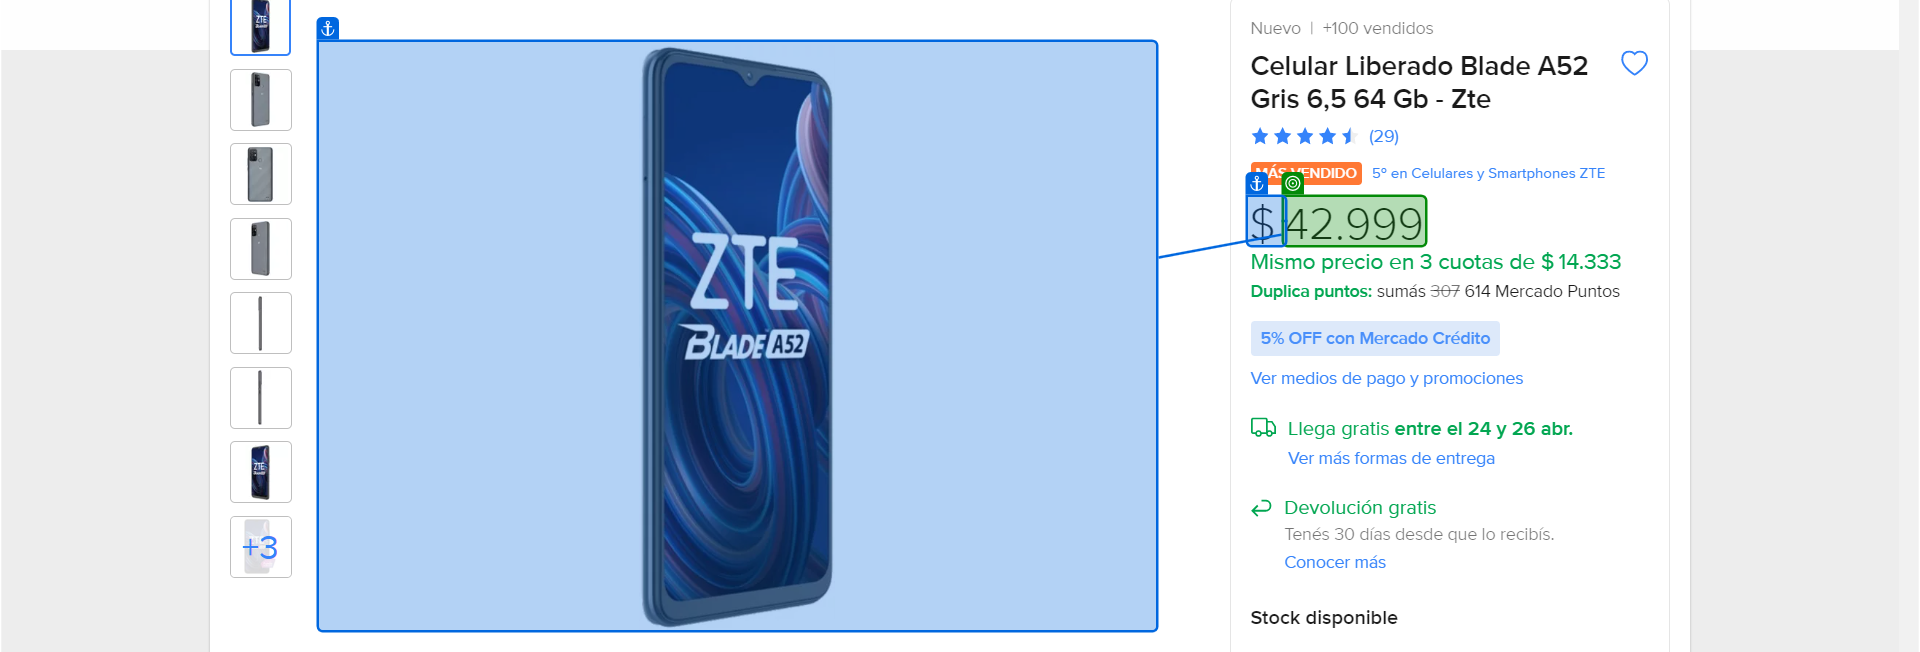 ZTE
Blade
ZTE
BLADE A52
ZTE
+3
Nuevo | +100 vendidos
Celular Liberado Blade A52
Gris 6,5 64 Gb - Zte
(29)
MÁS VENDIDO 5º en Celulares y Smartphones ZTE
$ 42.999
Mismo precio en 3 cuotas de $ 14.333
Duplica puntos: sumás 307 614 Mercado Puntos
5% OFF con Mercado Crédito
Ver medios de pago y promociones
Llega gratis entre el 24 y 26 abr.
Ver más formas de entrega
Devolución gratis
Tenés 30 días desde que lo recibís.
Conocer más
Stock disponible